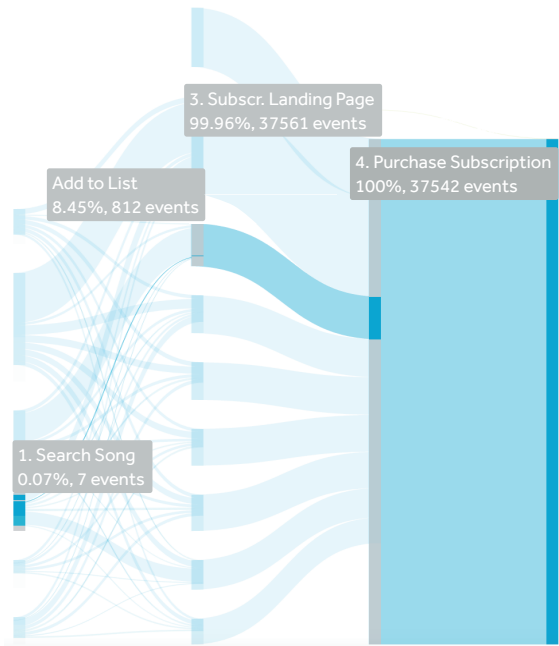 3. Subscr. Landing Page
99.96%, 37561 events
4. Purchase Subscription
100%, 37542 events
Add to List
8.45%, 812 events
1. Search Song
0.07%, 7 events